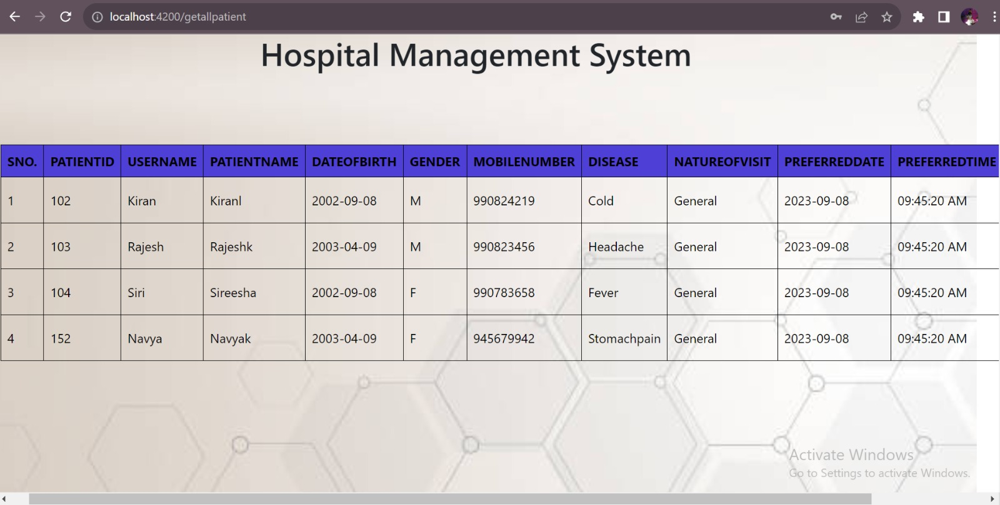 localhost:4200/getallpatient
Hospital Management System
SNO. PATIENTID USERNAME PATIENTNAME DATEOFBIRTH GENDER MOBILENUMBER DISEASE NATUREOFVISIT PREFERREDDATE PREFERREDTIME
1 102 Kiran Kiranl 2002-09-08 M 990824219 Cold General 2023-09-08 09:45:20 AM
2 103 Rajesh Rajeshk 2003-04-09 M 990823456 Headache General 2023-09-08 09:45:20 AM
3 104 Siri Sireesha 2002-09-08 F 990783658 Fever General 2023-09-08 09:45:20 AM
4 152 Navya Navyak 2003-04-09 F 945679942 Stomachpain General 2023-09-08 09:45:20 AM
Activate Windows
Go to Settings to activate Windows.